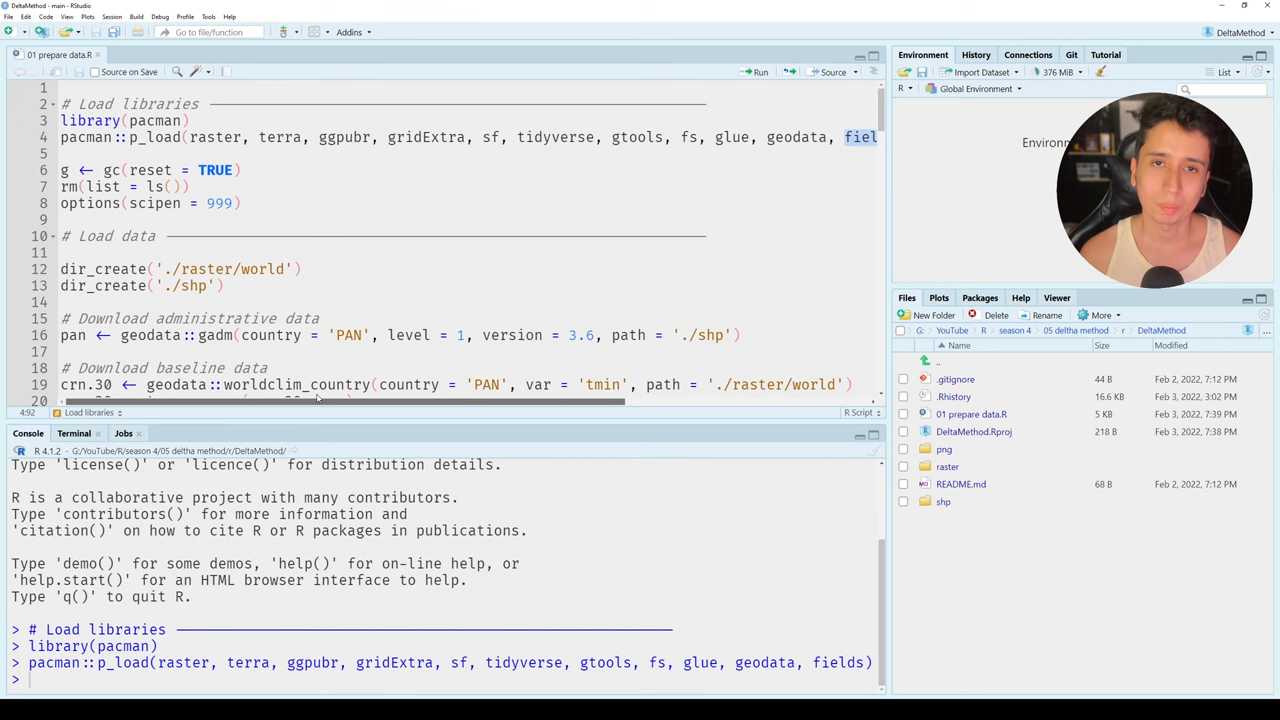 DeltaMethod - main - RStudio
File Edit Code View Plots Session Build Debug Profile Tools Help
Go to file/function
Addins
DeltaMethod
01 prepare data.R
Source on Save
Run
Source
1
2 # Load libraries
3 library(pacman)
4 pacman::p_load(raster, terra, ggpubr, gridExtra, sf, tidyverse, gtools, fs, glue, geodata, fiel
5
6 g ← gc(reset = TRUE)
7 rm(list = ls())
8 options(scipen = 999)
9
10 # Load data
11
12 dir_create('./raster/world')
13 dir_create('./shp')
14
15 # Download administrative data
16 pan ← geodata::gadm(country = 'PAN', level = 1, version = 3.6, path = './shp')
17
18 # Download baseline data
19 crn.30 ← geodata::worldclim_country(country = 'PAN', var = 'tmin', path = './raster/world')
20
4:92 Load libraries
R Script
Console Terminal Jobs
R 4.1.2 · G:/YouTube/R/season 4/05 deltha method/r/DeltaMethod/
Type 'license()' or 'licence()' for distribution details.
R is a collaborative project with many contributors.
Type 'contributors()' for more information and
'citation()' on how to cite R or R packages in publications.
Type 'demo()' for some demos, 'help()' for on-line help, or
'help.start()' for an HTML browser interface to help.
Type 'q()' to quit R.
> # Load libraries
> library(pacman)
> pacman::p_load(raster, terra, ggpubr, gridExtra, sf, tidyverse, gtools, fs, glue, geodata, fields)
>
Environment History Connections Git Tutorial
Import Dataset 376 MiB List
R Global Environment
Environm
Files Plots Packages Help Viewer
New Folder Delete Rename More
G: YouTube R season 4 05 deltha method r DeltaMethod ...
Name Size Modified
..
.gitignore 44 B Feb 2, 2022, 7:12 PM
.Rhistory 16.6 KB Feb 3, 2022, 3:02 PM
01 prepare data.R 5 KB Feb 3, 2022, 7:39 PM
DeltaMethod.Rproj 218 B Feb 3, 2022, 7:38 PM
png
raster
README.md 68 B Feb 2, 2022, 7:12 PM
shp